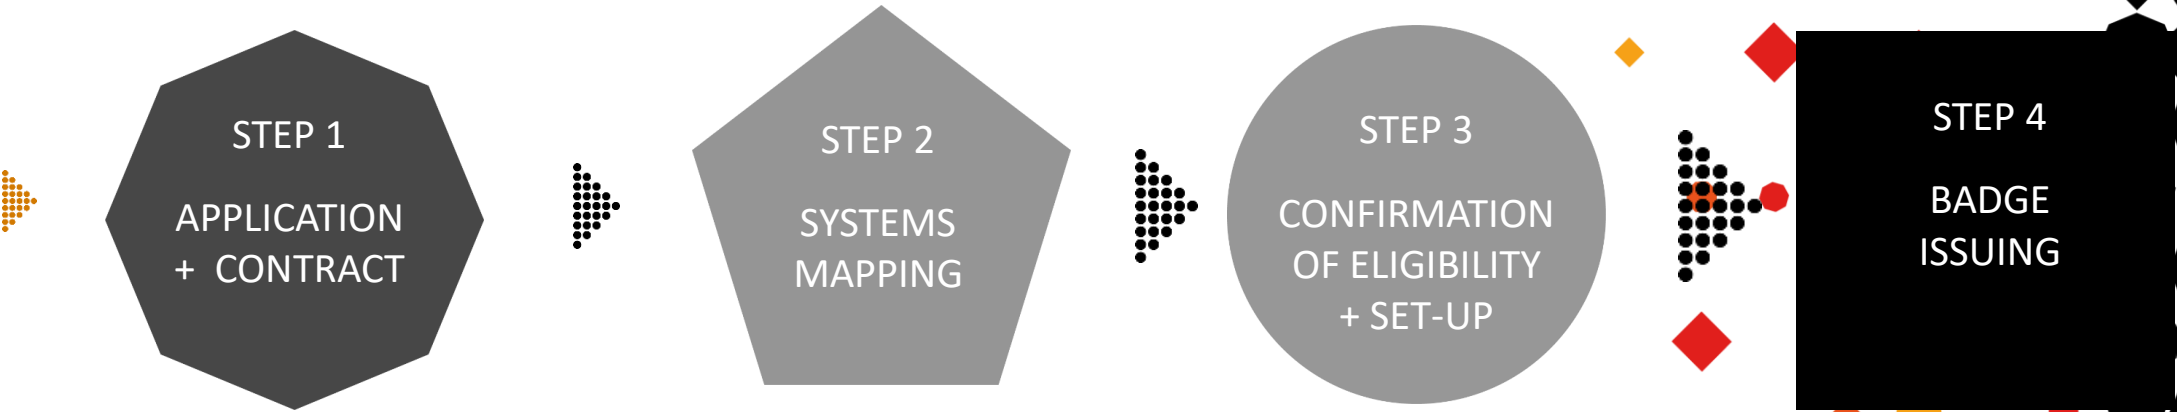 STEP 1
APPLICATION
+ CONTRACT
STEP 2
SYSTEMS
MAPPING
STEP 3
CONFIRMATION
OF ELIGIBILITY
+ SET-UP
STEP 4
BADGE
ISSUING